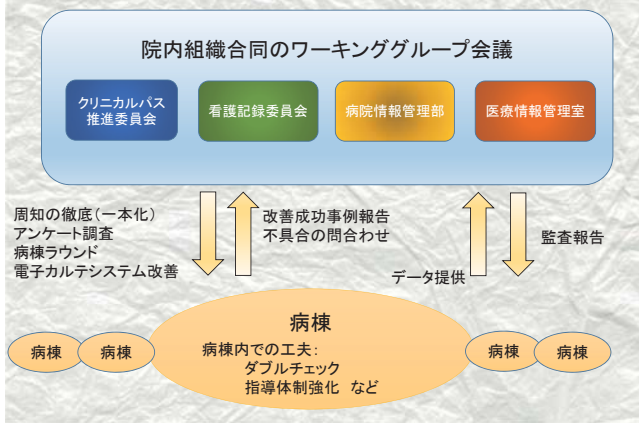 院内組織合同のワーキンググループ会議
クリニカルパス
推進委員会
看護記録委員会
病院情報管理部
医療情報管理室
周知の徹底(一本化)
アンケート調査
病棟ラウンド
電子カルテシステム改善
改善成功事例報告
不具合の問合わせ
データ提供
監査報告
病棟
病棟
病棟
病棟内での工夫:
ダブルチェック
指導体制強化 など
病棟
病棟